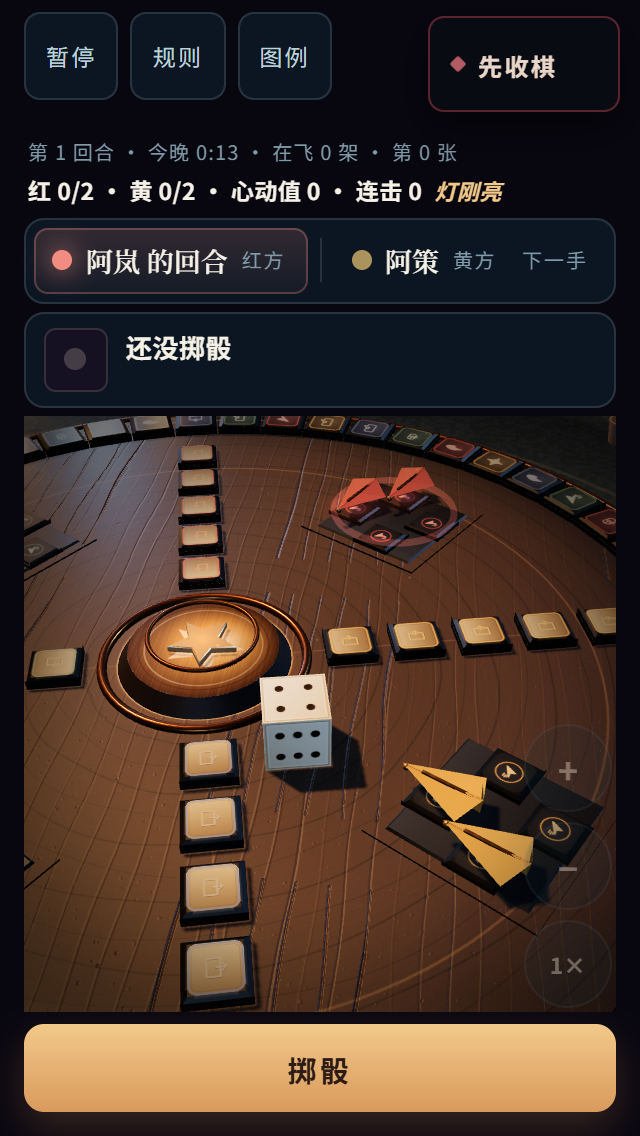 暂停
规则
图例
先收棋
第 1 回合 • 今晚 0:13 • 在飞 0 架 • 第 0 张
红 0/2 • 黄 0/2 • 心动值 0 • 连击 0 灯刚亮
阿岚 的回合 红方
阿策 黄方 下一手
还没掷骰
+
−
1×
掷骰